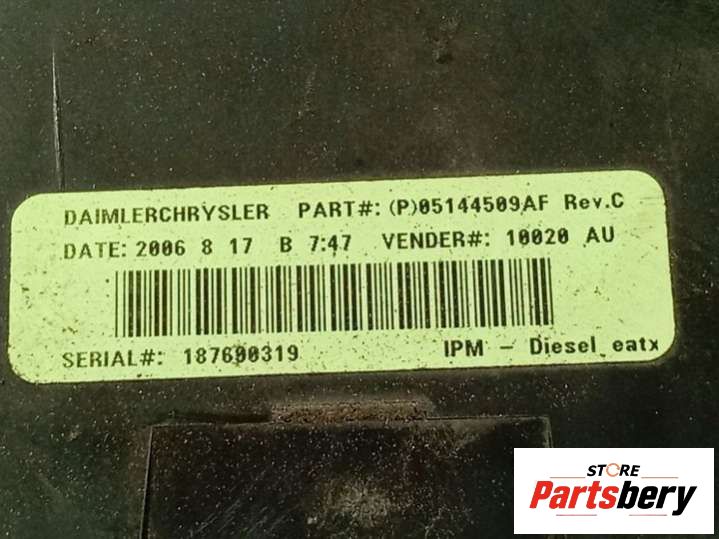 DAIMLERCHRYSLER PART#: (P)05144509AF Rev.C
DATE: 2006 8 17 B 7:47 VENDER#: 10020 AU
SERIAL#: 187600319 IPM - Diesel eatx
STORE
Partsbery